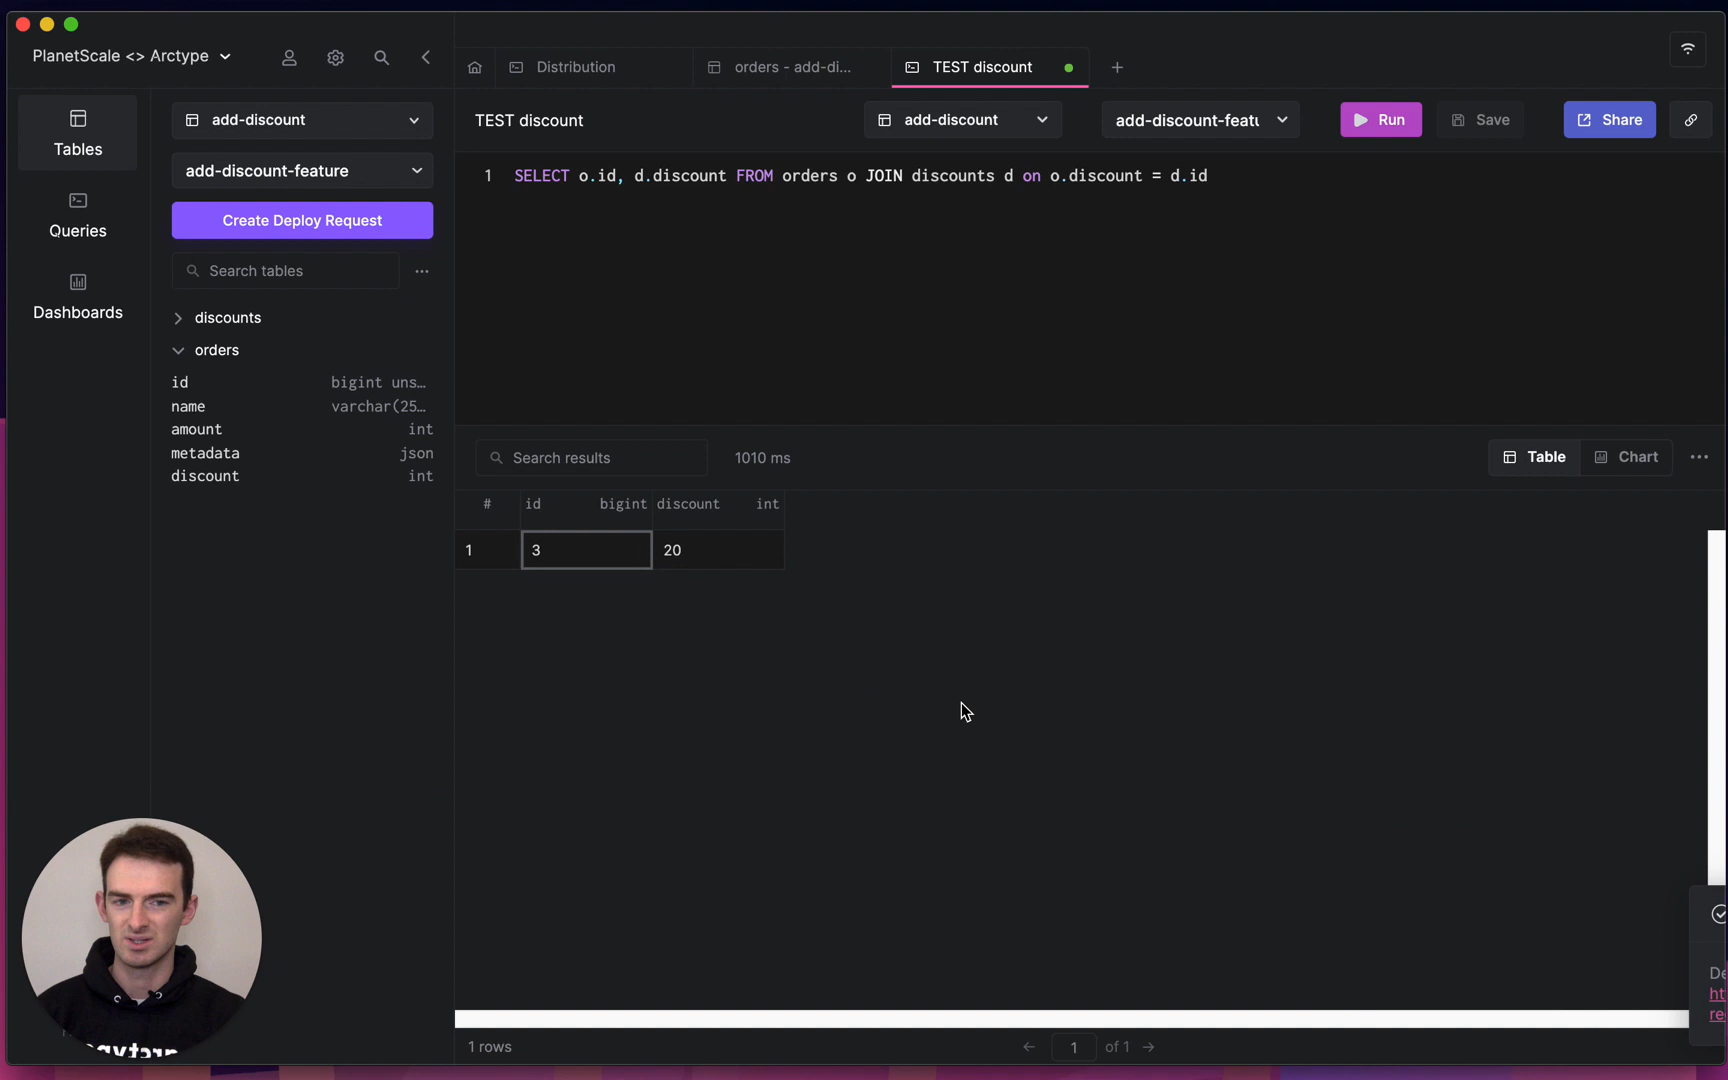 PlanetScale <> Arctype
Distribution
orders - add-di...
TEST discount
Tables
Queries
Dashboards
add-discount
add-discount-feature
Create Deploy Request
Search tables
discounts
orders
id bigint uns...
name varchar(25...
amount int
metadata json
discount int
TEST discount
add-discount
add-discount-featu
Run
Save
Share
1 SELECT o.id, d.discount FROM orders o JOIN discounts d on o.discount = d.id
Search results
1010 ms
Table
Chart
# id bigint discount int
1 3 20
De
ht
re
1 rows
1 of 1